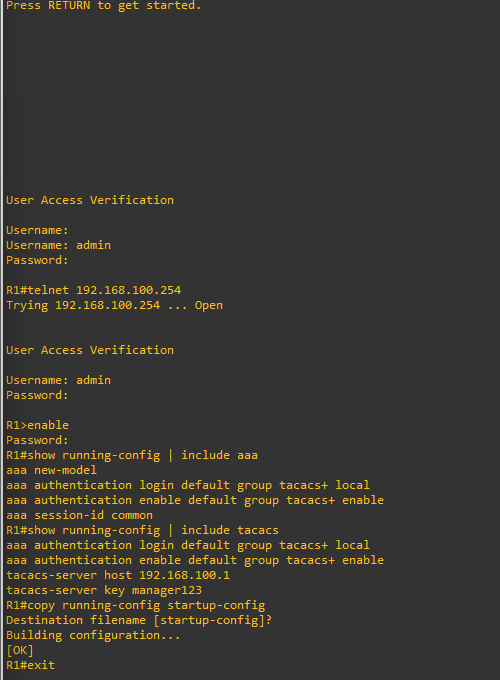 Press RETURN to get started.
User Access Verification
Username:
Username: admin
Password:
R1#telnet 192.168.100.254
Trying 192.168.100.254 ... Open
User Access Verification
Username: admin
Password:
R1>enable
Password:
R1#show running-config | include aaa
aaa new-model
aaa authentication login default group tacacs+ local
aaa authentication enable default group tacacs+ enable
aaa session-id common
R1#show running-config | include tacacs
aaa authentication login default group tacacs+ local
aaa authentication enable default group tacacs+ enable
tacacs-server host 192.168.100.1
tacacs-server key manager123
R1#copy running-config startup-config
Destination filename [startup-config]?
Building configuration...
[OK]
R1#exit